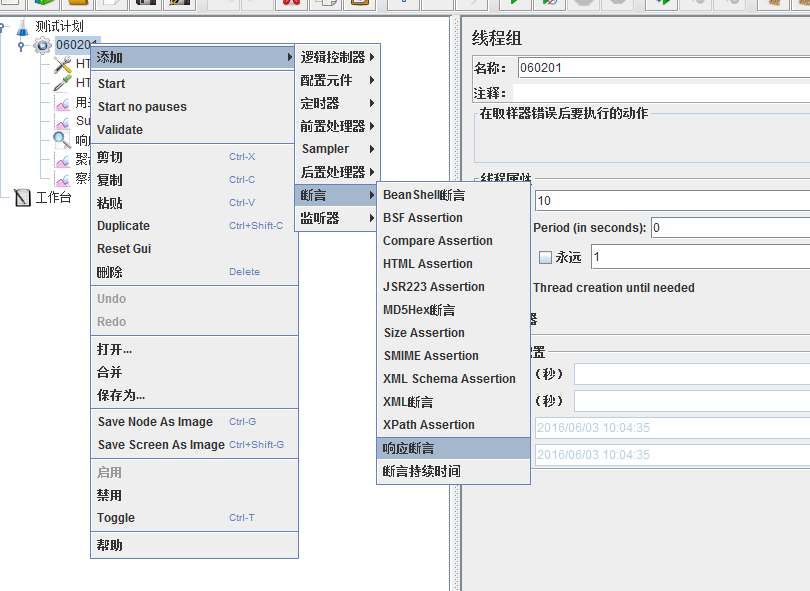 测试计划
060201
HT
HT
用
Su
响
聚
察
工作台
添加
Start
Start no pauses
Validate
剪切 Ctrl-X
复制 Ctrl-C
粘贴 Ctrl-V
Duplicate Ctrl+Shift-C
Reset Gui
删除 Delete
Undo
Redo
打开...
合并
保存为...
Save Node As Image Ctrl-G
Save Screen As Image Ctrl+Shift-G
启用
禁用
Toggle Ctrl-T
帮助
逻辑控制器
配置元件
定时器
前置处理器
Sampler
后置处理器
断言
监听器
BeanShell断言
BSF Assertion
Compare Assertion
HTML Assertion
JSR223 Assertion
MD5Hex断言
Size Assertion
SMIME Assertion
XML Schema Assertion
XML断言
XPath Assertion
响应断言
断言持续时间
线程组
名称： 060201
注释：
在取样器错误后要执行的动作
线程属性
10
Period (in seconds): 0
永远 1
Thread creation until needed
器
置
（秒）
（秒）
2016/06/03 10:04:35
2016/06/03 10:04:35